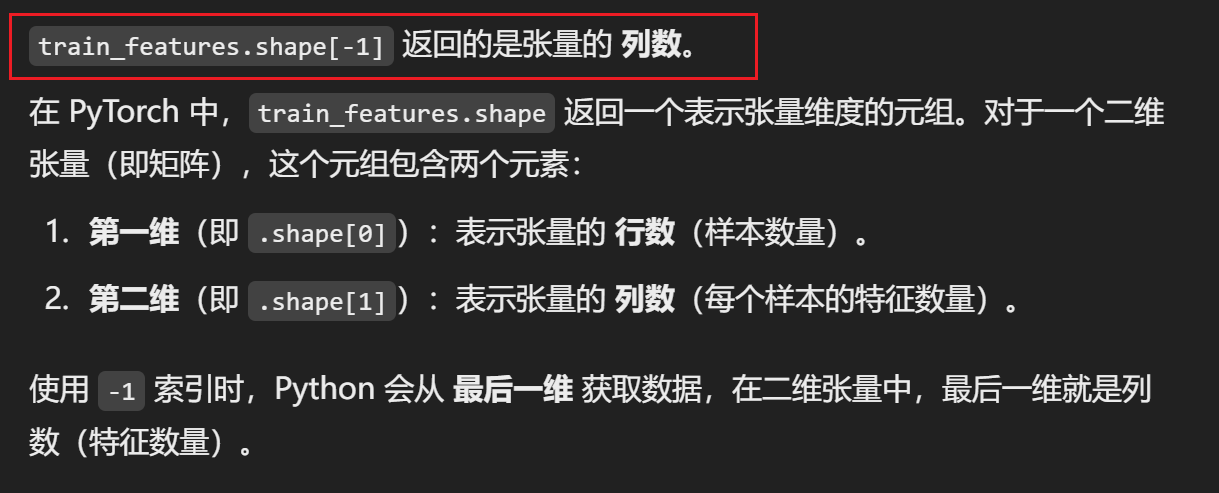 train_features.shape[-1] 返回的是张量的 列数。
在 PyTorch 中，train_features.shape 返回一个表示张量维度的元组。对于一个二维
张量（即矩阵），这个元组包含两个元素：
1. 第一维（即 .shape[0]）：表示张量的 行数（样本数量）。
2. 第二维（即 .shape[1]）：表示张量的 列数（每个样本的特征数量）。
使用 -1 索引时，Python 会从 最后一维 获取数据，在二维张量中，最后一维就是列
数（特征数量）。